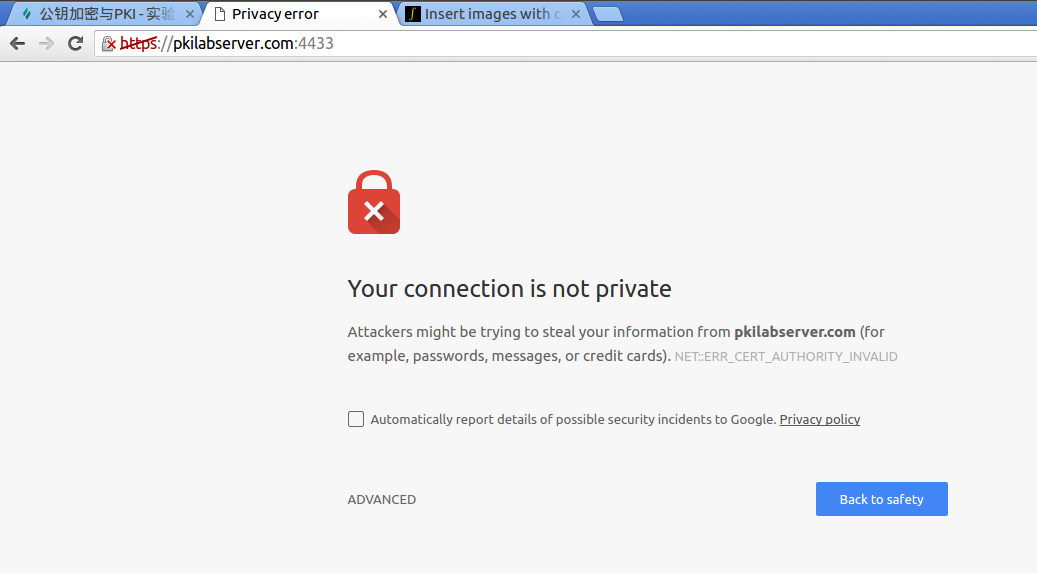 公钥加密与PKI - 实验
Privacy error
Insert images with
https://pkilabserver.com:4433
Your connection is not private
Attackers might be trying to steal your information from pkilabserver.com (for
example, passwords, messages, or credit cards). NET::ERR_CERT_AUTHORITY_INVALID
Automatically report details of possible security incidents to Google. Privacy policy
ADVANCED
Back to safety